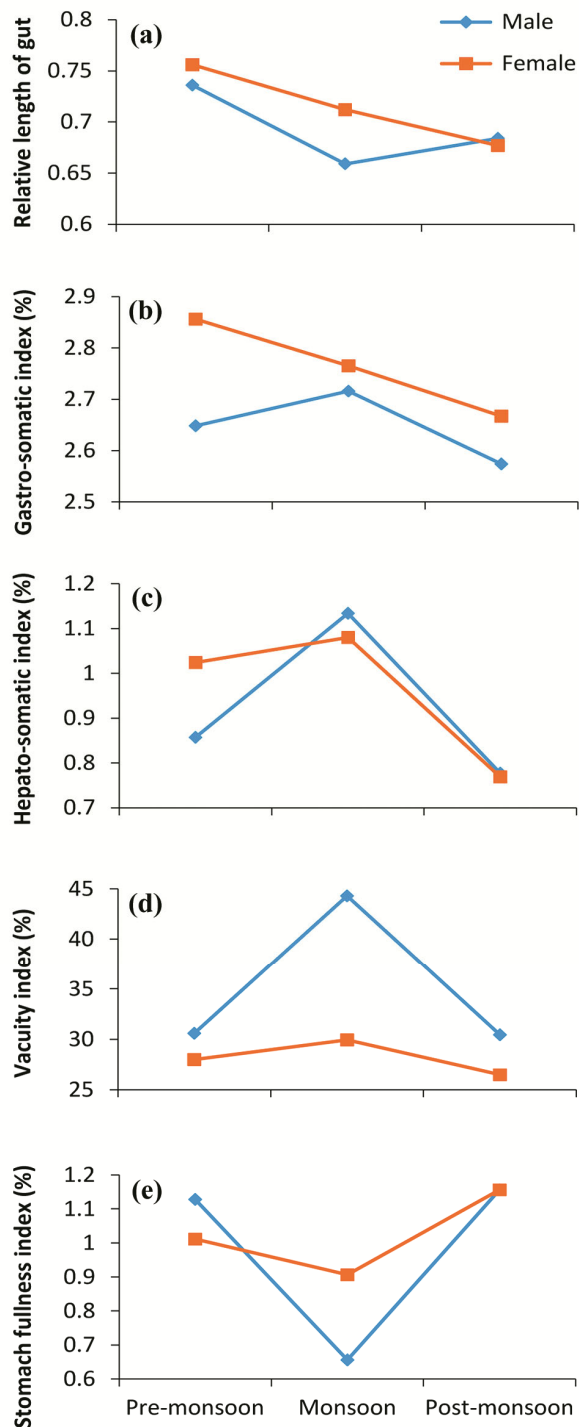 (a)
Male
Female
Relative length of gut
0.8
0.75
0.7
0.65
0.6
(b)
Gastro-somatic index (%)
2.9
2.8
2.7
2.6
2.5
(c)
Hepato-somatic index (%)
1.2
1.1
1
0.9
0.8
0.7
(d)
Vacuity index (%)
45
40
35
30
25
(e)
Stomach fullness index (%)
1.2
1.1
1
0.9
0.8
0.7
0.6
Pre-monsoon Monsoon Post-monsoon